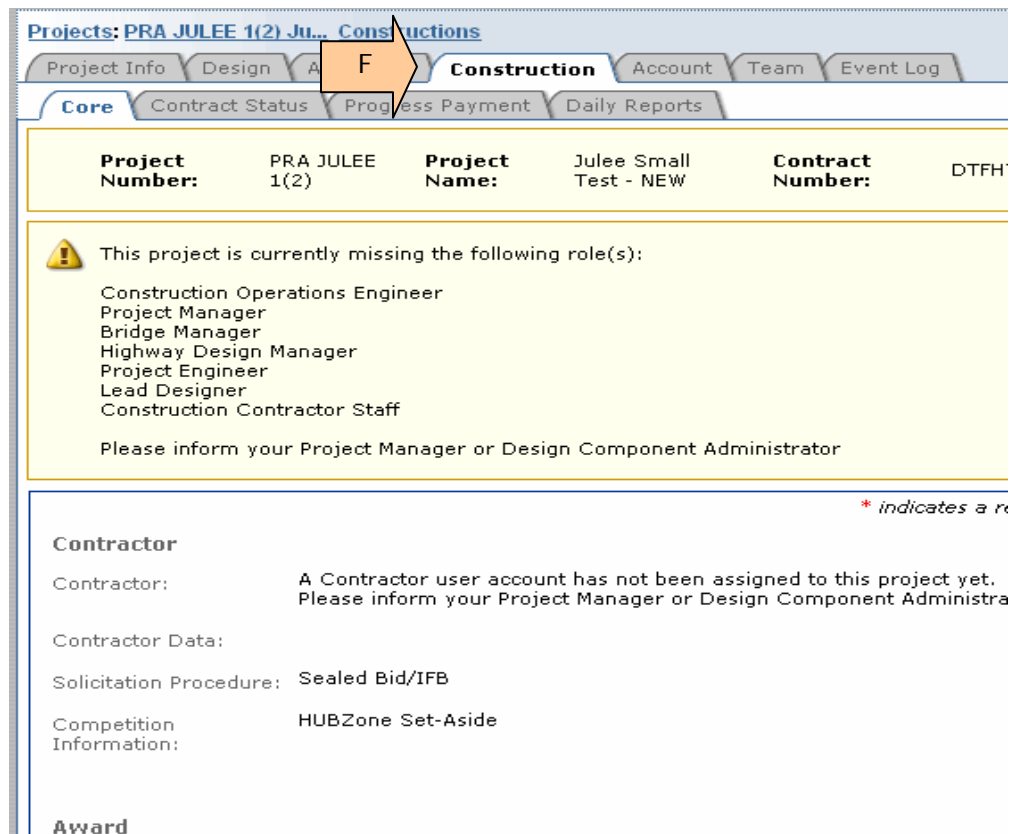 Projects: PRA JULEE 1(2) Ju... Constructions
Project Info Design A F Construction Account Team Event Log
Core Contract Status Progress Payment Daily Reports
Project Number: PRA JULEE 1(2) Project Name: Julee Small Test - NEW Contract Number: DTFH
This project is currently missing the following role(s):
Construction Operations Engineer
Project Manager
Bridge Manager
Highway Design Manager
Project Engineer
Lead Designer
Construction Contractor Staff
Please inform your Project Manager or Design Component Administrator
* indicates a re
Contractor
Contractor: A Contractor user account has not been assigned to this project yet.
Please inform your Project Manager or Design Component Administra
Contractor Data:
Solicitation Procedure: Sealed Bid/IFB
Competition Information: HUBZone Set-Aside
Award